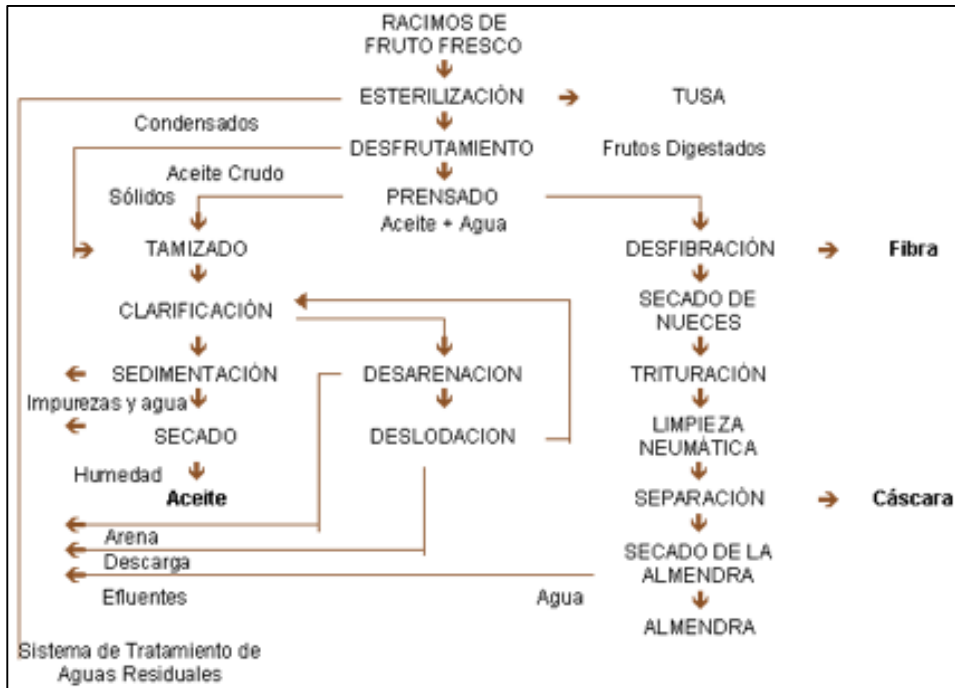 RACIMOS DE
FRUTO FRESCO
ESTERILIZACIÓN
TUSA
Condensados
DESFRUTAMIENTO
Frutos Digestados
Aceite Crudo
Sólidos
PRENSADO
Aceite + Agua
TAMIZADO
DESFIBRACIÓN
Fibra
CLARIFICACIÓN
SECADO DE
NUECES
SEDIMENTACIÓN
DESARENACION
TRITURACIÓN
Impurezas y agua
SECADO
DESLODACION
LIMPIEZA
NEUMÁTICA
Humedad
Aceite
SEPARACIÓN
Cáscara
Arena
Descarga
SECADO DE LA
ALMENDRA
Efluentes
Agua
ALMENDRA
Sistema de Tratamiento de
Aguas Residuales